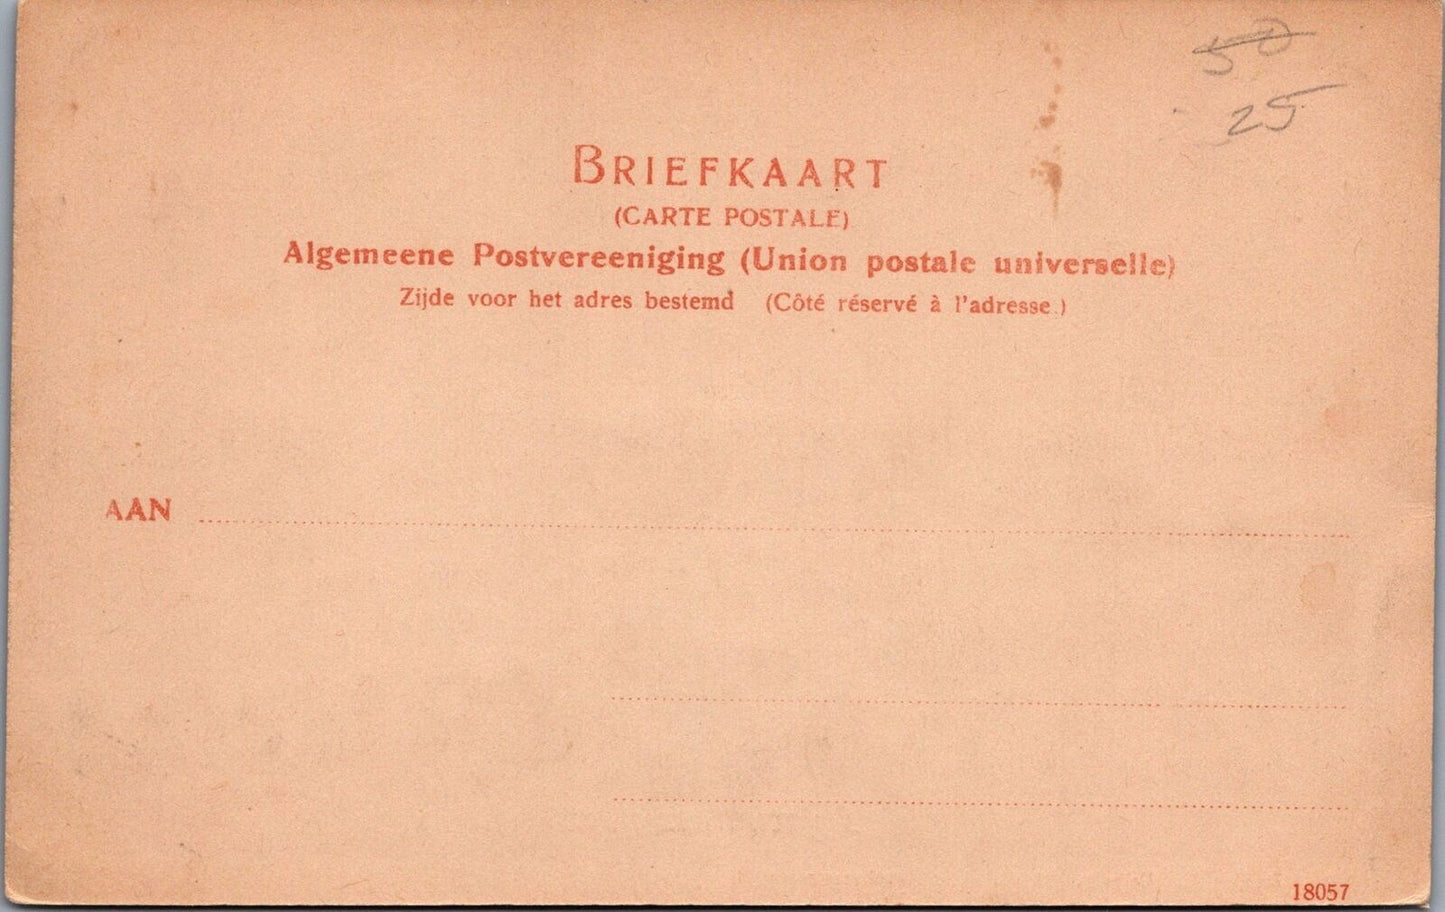 50
25
BRIEFKAART
(CARTE POSTALE)
Algemeene Postvereeniging (Union postale universelle)
Zijde voor het adres bestemd (Côté réservé à l'adresse.)
AAN
18057